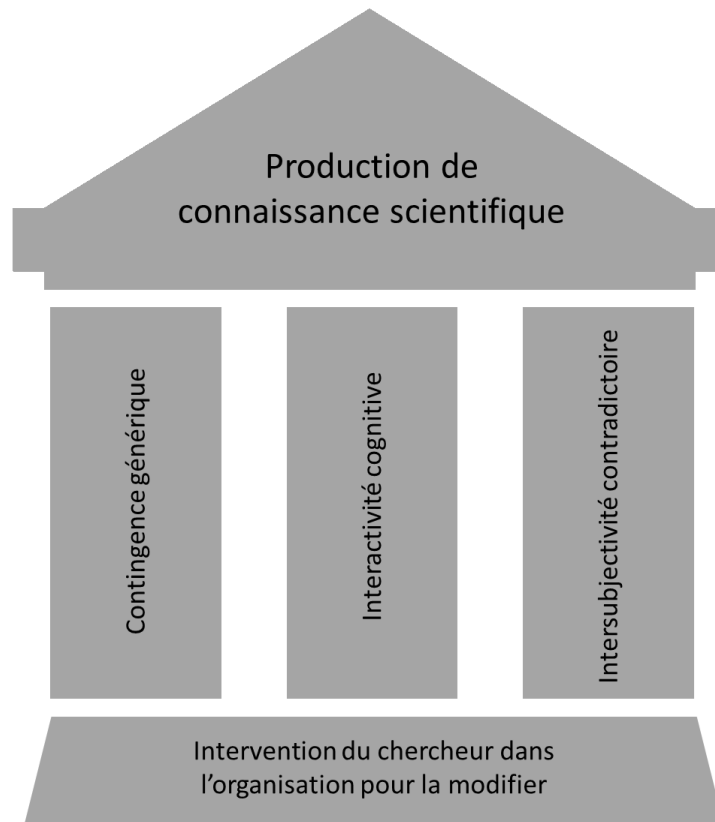 Production de
connaissance scientifique
Contingence générique
Interactivité cognitive
Intersubjectivité contradictoire
Intervention du chercheur dans
l’organisation pour la modifier